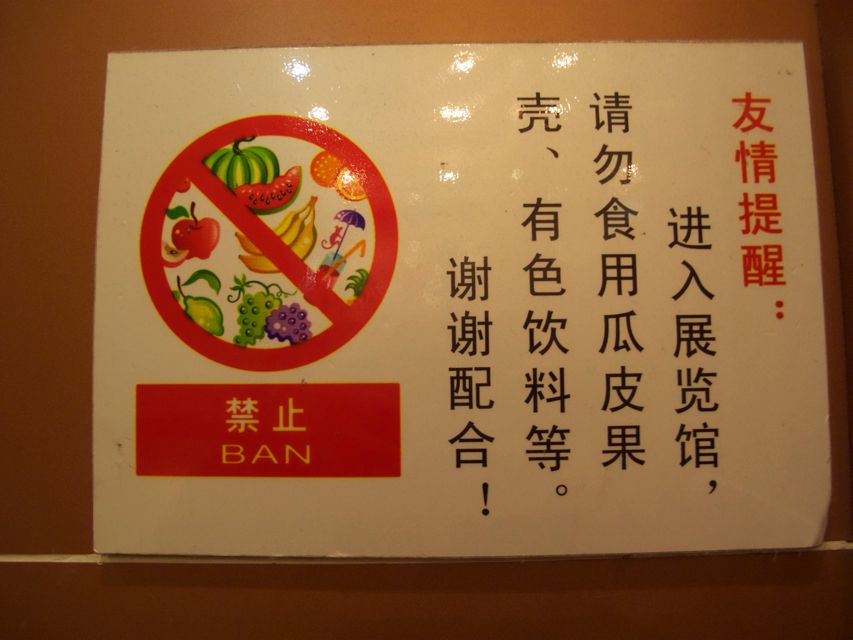 友情提醒：
进入展览馆，
请勿食用瓜皮果
壳、有色饮料等。
谢谢配合！
禁止
BAN